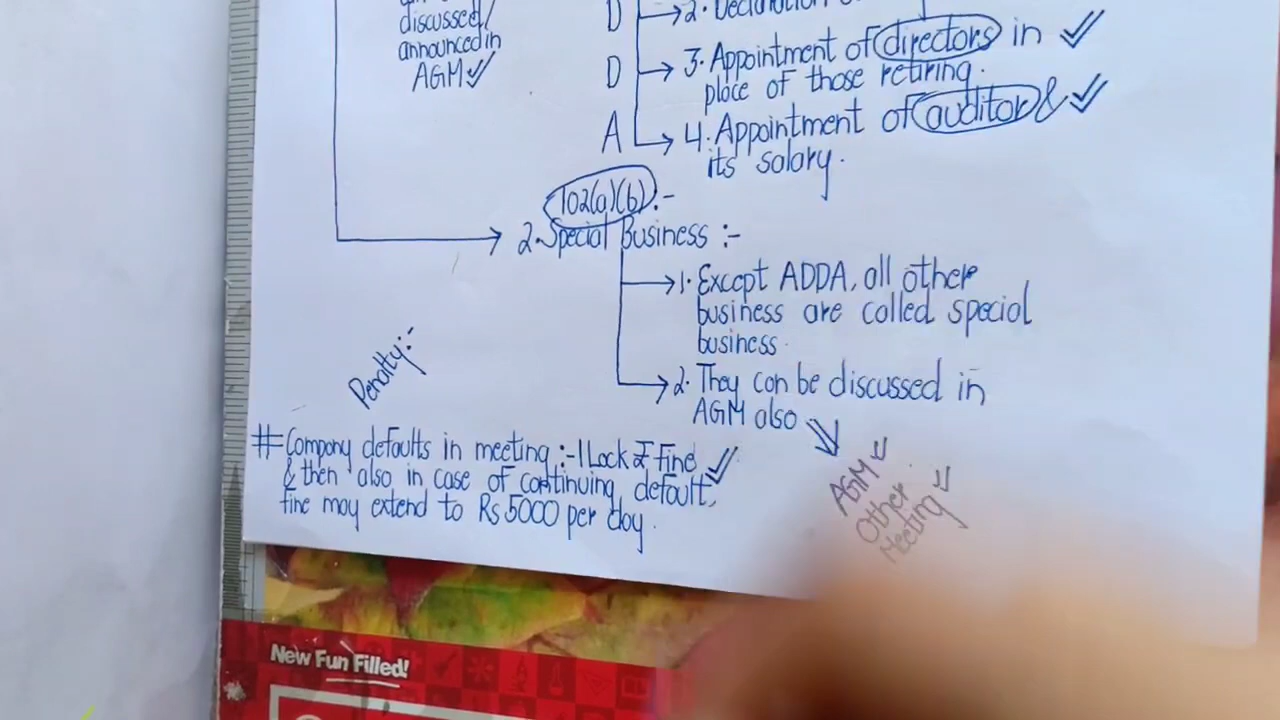 discussed/
announced in
AGM
D
2. Declaration
D
3. Appointment of directors in
place of those retiring.
A
4. Appointment of auditor &
its salary.
102(a)(b):-
2. Special Business :-
1. Except ADDA, all other
business are called special
business.
2. They can be discussed in
AGM also
AGM
Other
Meeting
Penalty:-
# Company defaults in meeting :- 1 Lack ₹ Fine
& then also in case of continuing default,
fine may extend to Rs 5000 per day.
New Fun Filled!